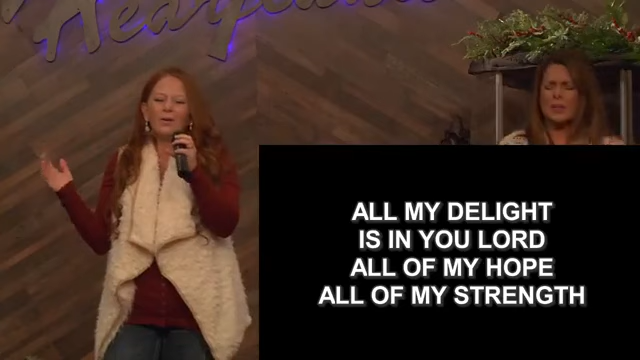 ALL MY DELIGHT
IS IN YOU LORD
ALL OF MY HOPE
ALL OF MY STRENGTH